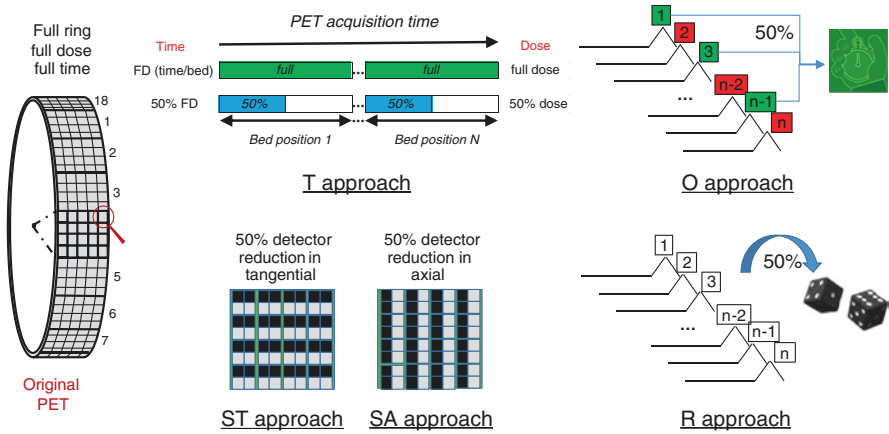 Full ring
full dose
full time
18
1
2
3
5
6
7
Original
PET
PET acquisition time
Time
Dose
FD (time/bed)
full
...
full
full dose
50% FD
50%
...
50%
50% dose
Bed position 1
...
Bed position N
T approach
50% detector
reduction in
tangential
ST approach
50% detector
reduction in
axial
SA approach
1
2
3
...
n-2
n-1
n
50%
O approach
1
2
3
...
n-2
n-1
n
50%
R approach